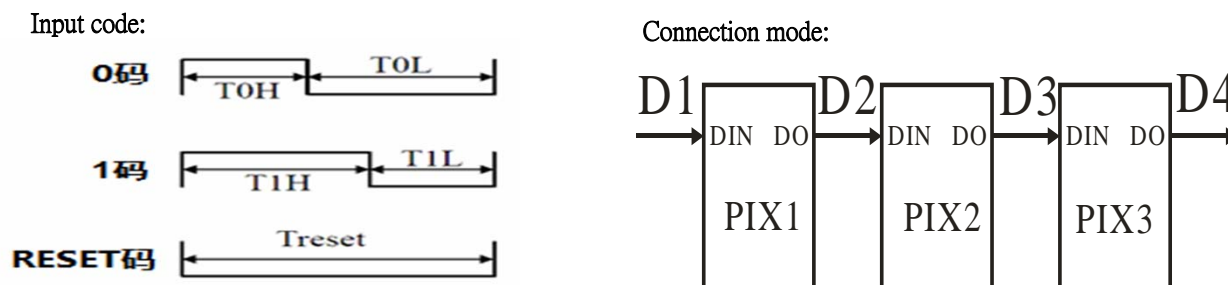 Input code:
0码
T0H
T0L
1码
T1H
T1L
RESET码
Treset
Connection mode:
D1
D2
D3
D4
DIN DO
DIN DO
DIN DO
PIX1
PIX2
PIX3